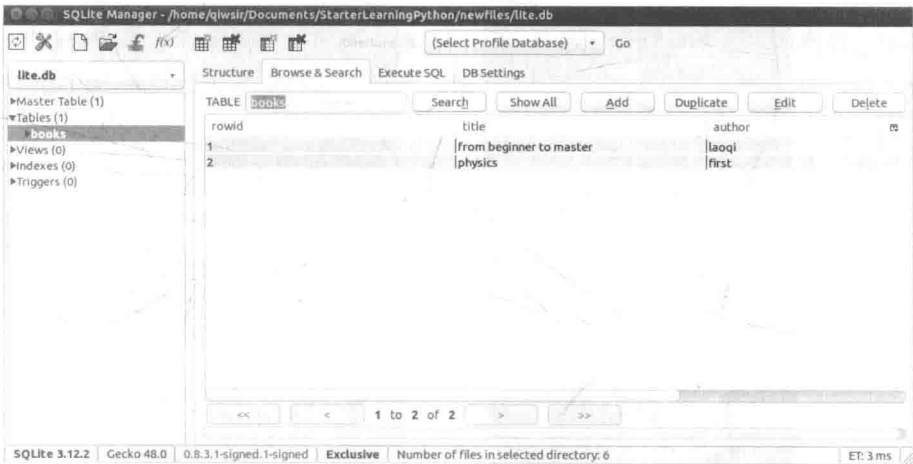 SQLite Manager - /home/qiwsir/Documents/StarterLearningPython/newfiles/lite.db
f(x) (Select Profile Database) Go
lite.db
Structure Browse & Search Execute SQL DB Settings
Master Table (1)
Tables (1)
books
Views (0)
Indexes (0)
Triggers (0)
TABLE books Search Show All Add Duplicate Edit Delete
rowid title author
1 from beginner to master laoqi
2 physics first
<< < 1 to 2 of 2 > >>
SQLite 3.12.2 Gecko 48.0 0.8.3.1-signed.1-signed Exclusive Number of files in selected directory: 6 ET: 3 ms